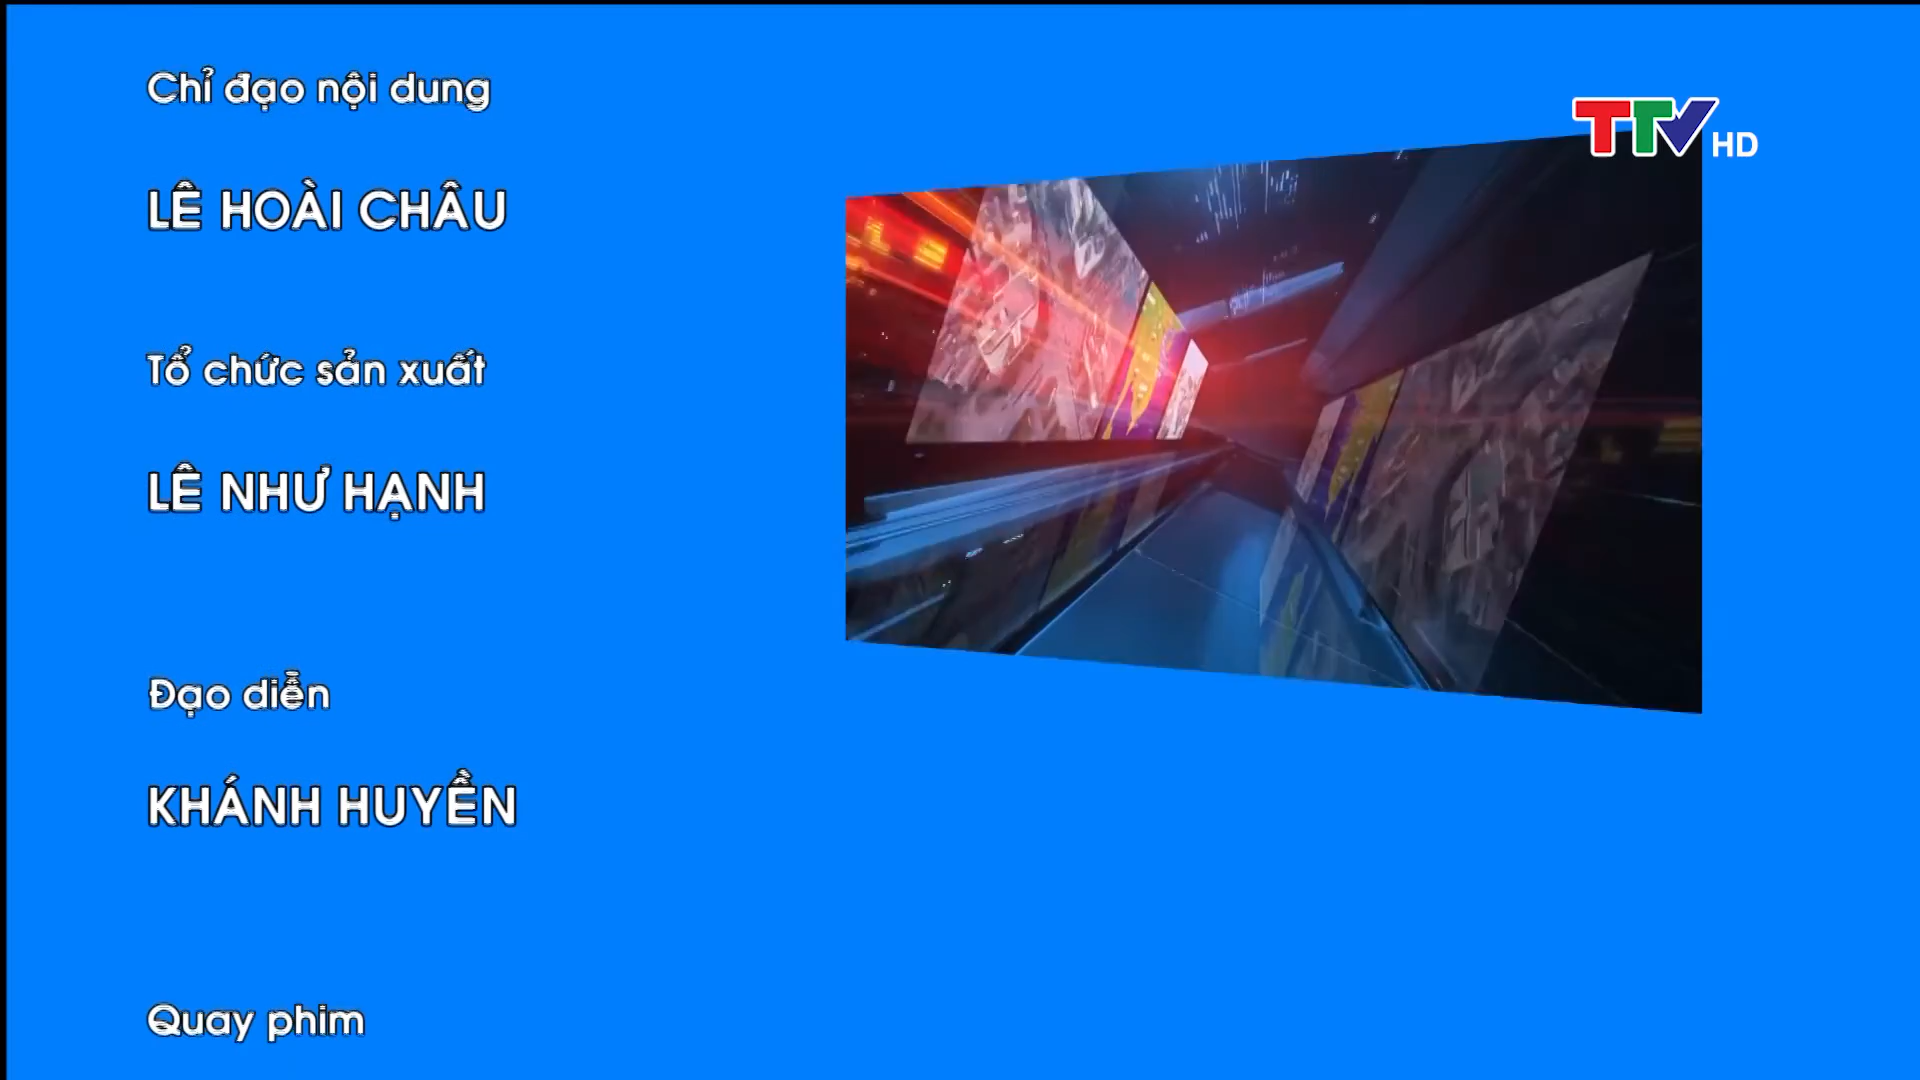 Chỉ đạo nội dung
LÊ HOÀI CHÂU
Tổ chức sản xuất
LÊ NHƯ HẠNH
Đạo diễn
KHÁNH HUYỀN
Quay phim
TTV HD